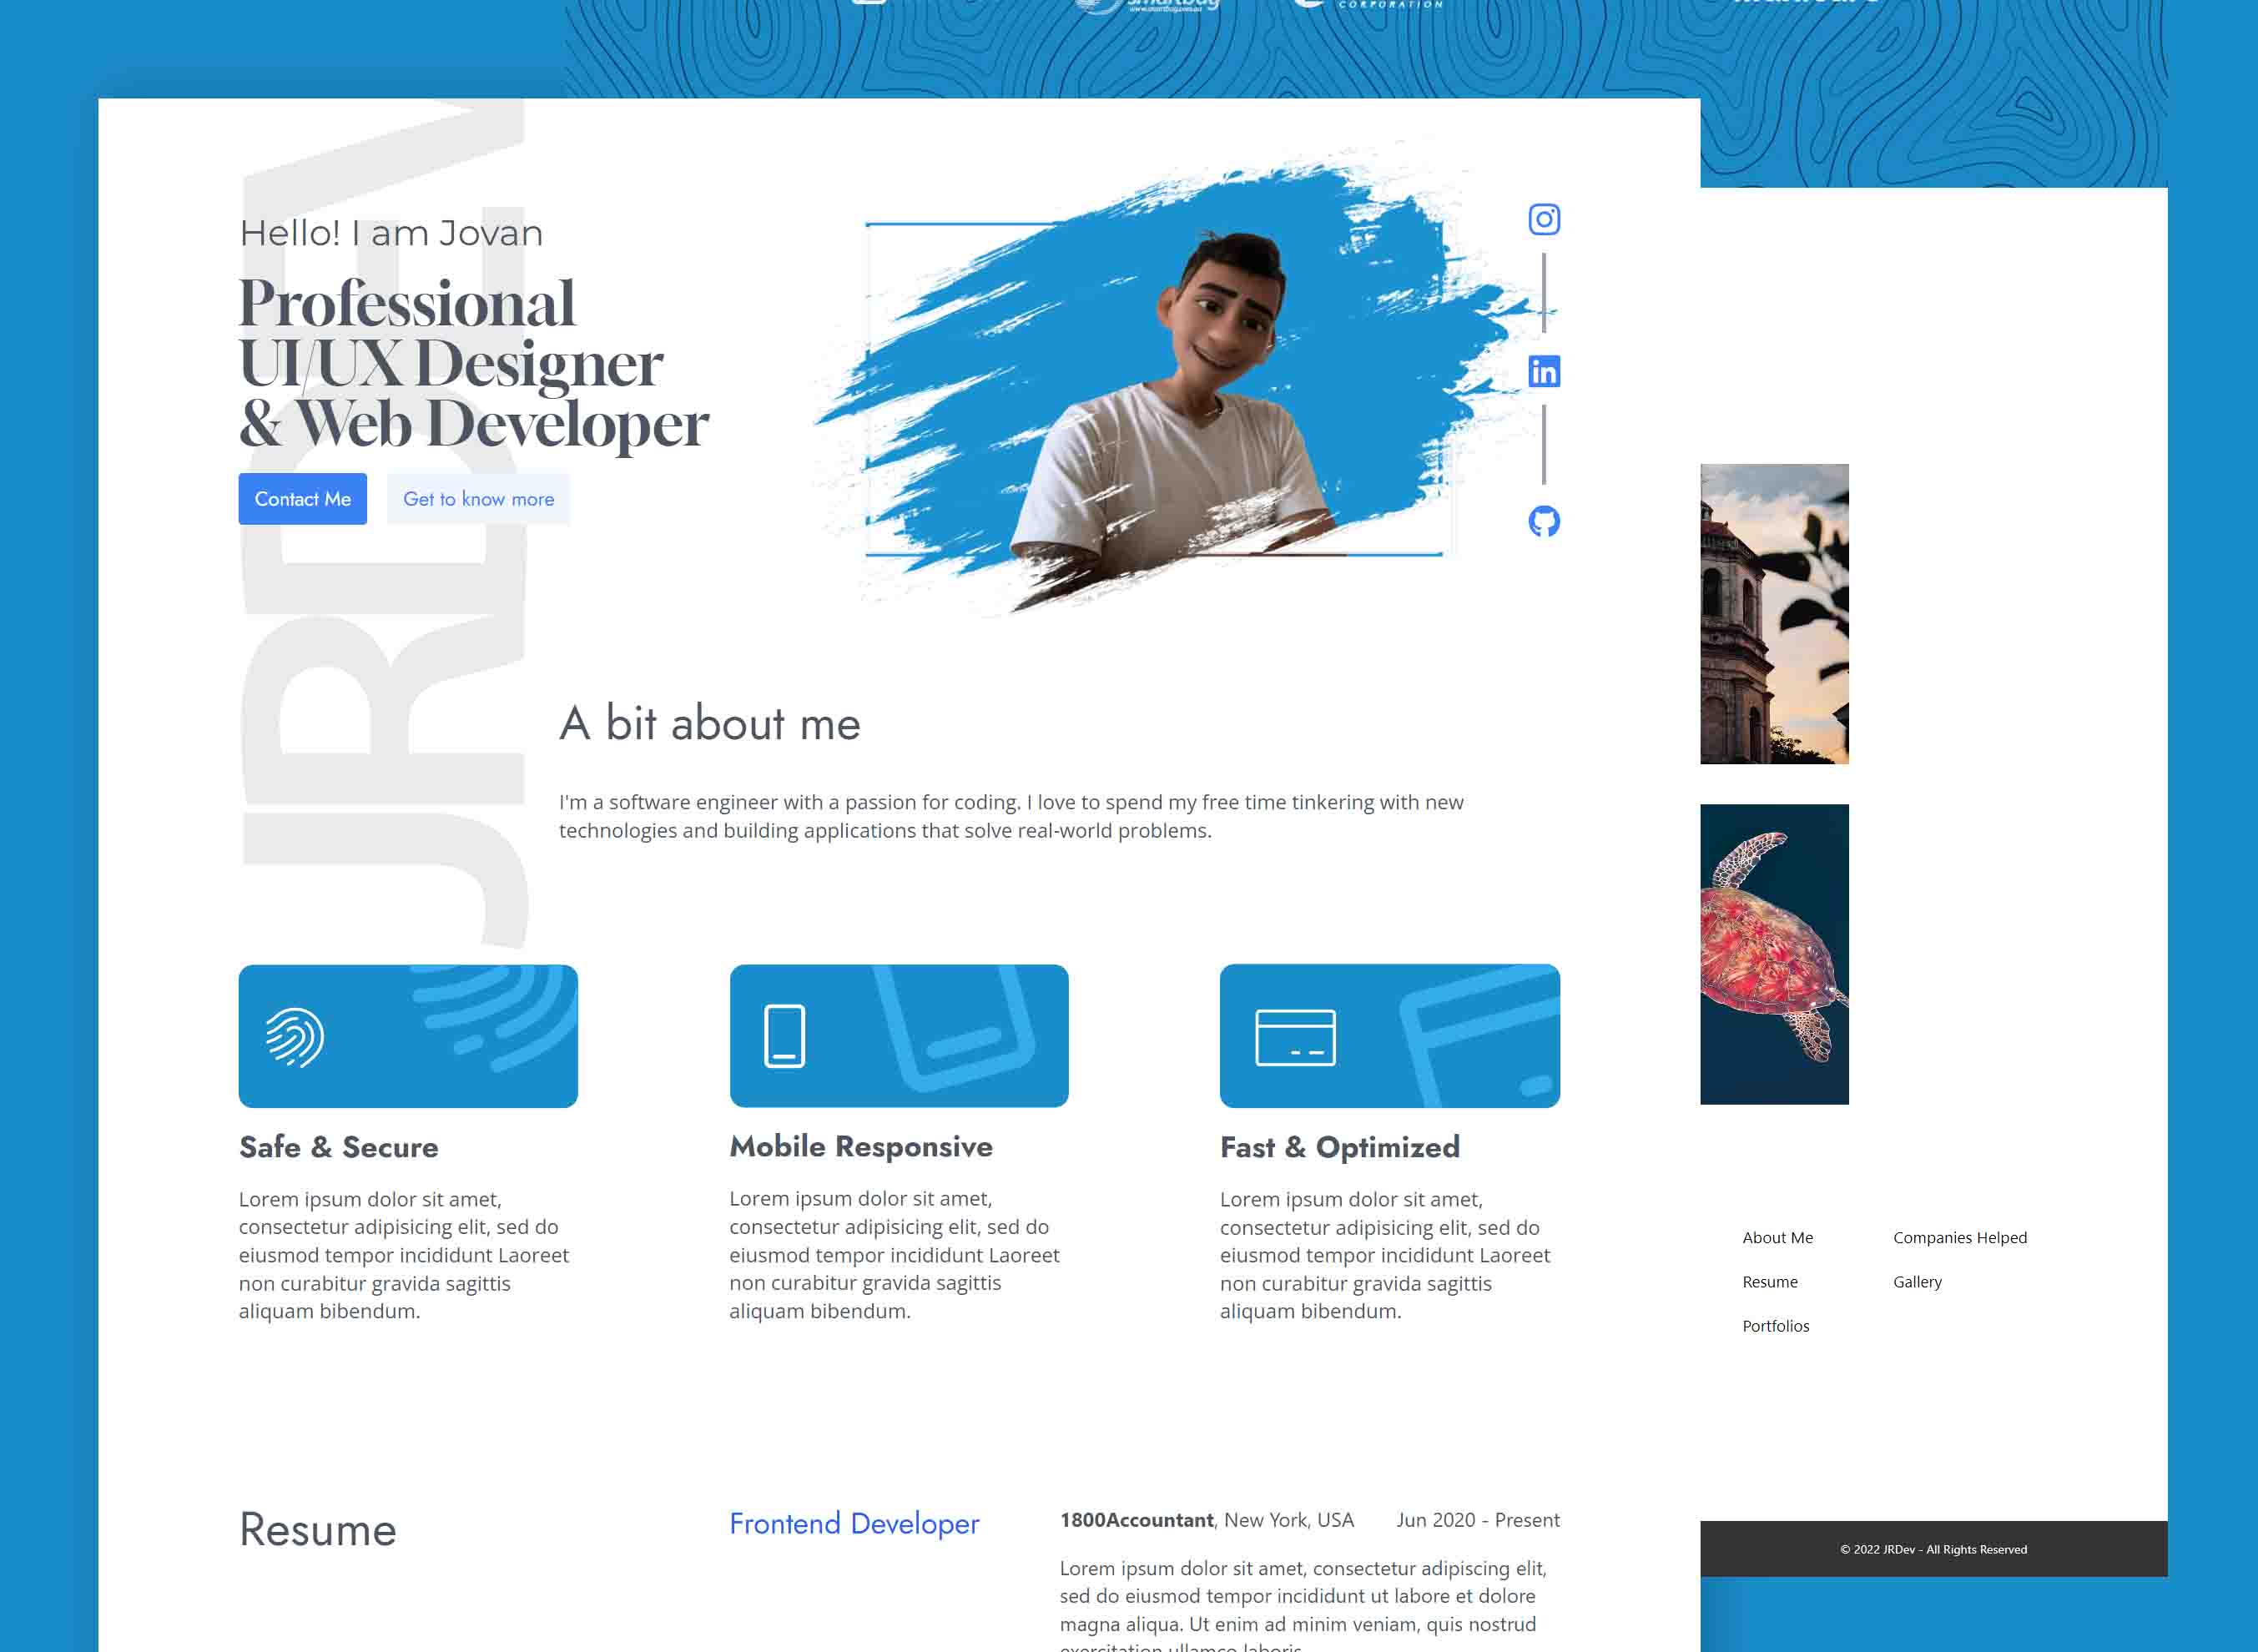 smartbug
CORPORATION
JRDEV
Hello! I am Jovan
Professional
UI/UX Designer
& Web Developer
Contact Me
Get to know more
in
A bit about me
I'm a software engineer with a passion for coding. I love to spend my free time tinkering with new
technologies and building applications that solve real-world problems.
Safe & Secure
Lorem ipsum dolor sit amet,
consectetur adipisicing elit, sed do
eiusmod tempor incididunt Laoreet
non curabitur gravida sagittis
aliquam bibendum.
Mobile Responsive
Lorem ipsum dolor sit amet,
consectetur adipisicing elit, sed do
eiusmod tempor incididunt Laoreet
non curabitur gravida sagittis
aliquam bibendum.
Fast & Optimized
Lorem ipsum dolor sit amet,
consectetur adipisicing elit, sed do
eiusmod tempor incididunt Laoreet
non curabitur gravida sagittis
aliquam bibendum.
Resume
Frontend Developer
1800Accountant, New York, USA
Jun 2020 - Present
Lorem ipsum dolor sit amet, consectetur adipiscing elit,
sed do eiusmod tempor incididunt ut labore et dolore
magna aliqua. Ut enim ad minim veniam, quis nostrud
exercitation ullamco laboris
About Me
Companies Helped
Resume
Gallery
Portfolios
© 2022 JRDev - All Rights Reserved